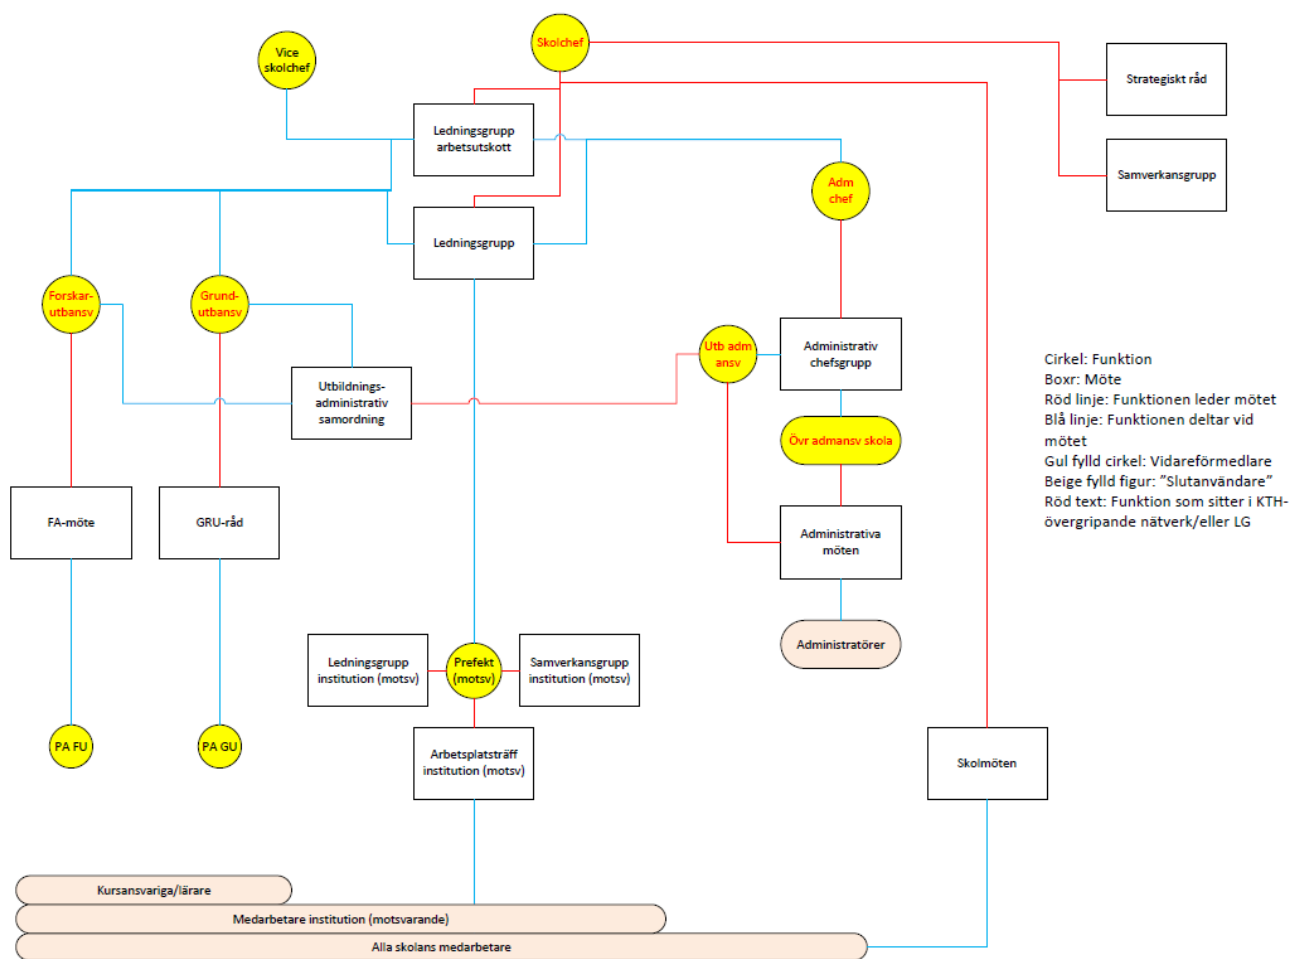 Vice
skolchef
Skolchef
Strategiskt råd
Ledningsgrupp
arbetsutskott
Samverkansgrupp
Adm
chef
Ledningsgrupp
Forskar-
utbansv
Grund-
utbansv
Utb adm
ansv
Administrativ
chefsgrupp
Utbildnings-
administrativ
samordning
Cirkel: Funktion
Boxr: Möte
Röd linje: Funktionen leder mötet
Blå linje: Funktionen deltar vid
mötet
Gul fylld cirkel: Vidareförmedlare
Beige fylld figur: ”Slutanvändare”
Röd text: Funktion som sitter i KTH-
övergripande nätverk/eller LG
Övr admansv skola
FA-möte
GRU-råd
Administrativa
möten
Administratörer
Ledningsgrupp
institution (motsv)
Prefekt
(motsv)
Samverkansgrupp
institution (motsv)
PA FU
PA GU
Arbetsplatsträff
institution (motsv)
Skolmöten
Kursansvariga/lärare
Medarbetare institution (motsvarande)
Alla skolans medarbetare